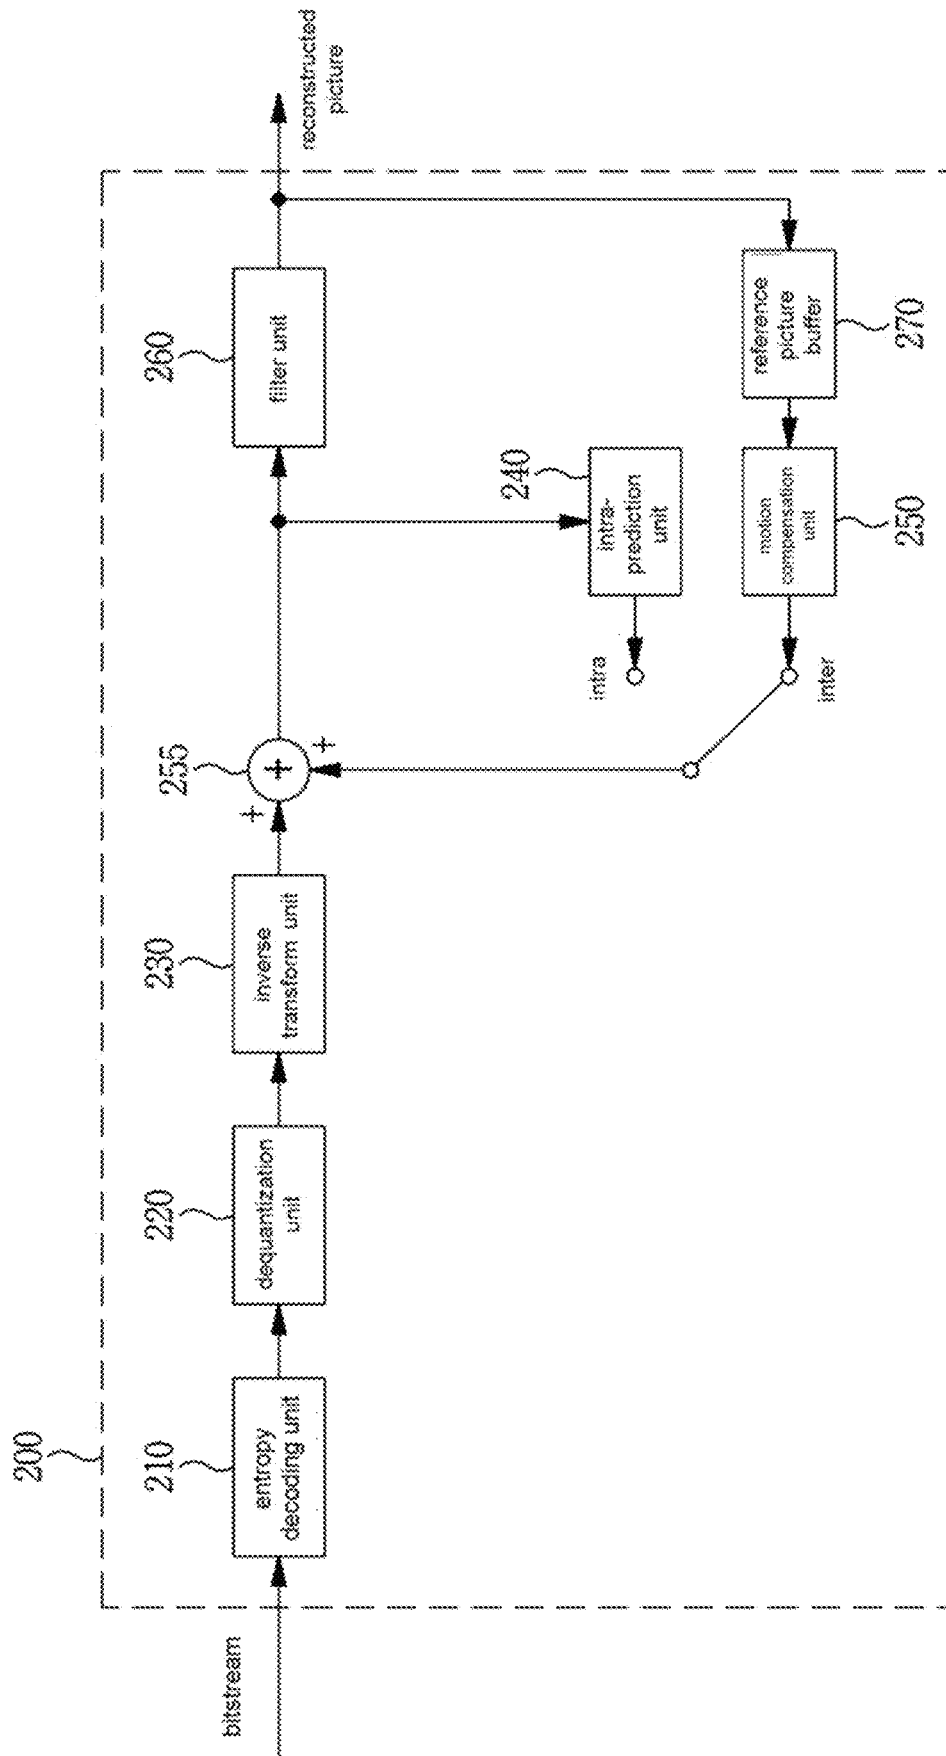 200
bitstream
210
entropy
decoding unit
220
dequantization
unit
230
inverse
transform unit
255
+
+
+
260
filter unit
reconstructed
picture
intra
240
intra-
prediction
unit
inter
motion
compensation
unit
250
reference
picture
buffer
270